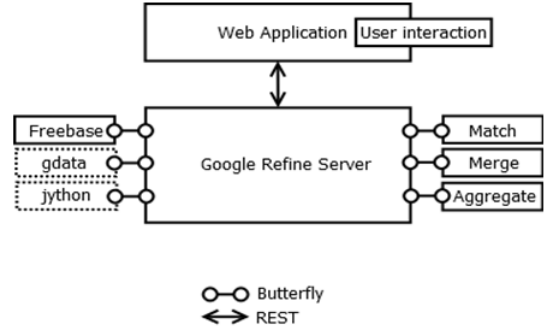 Web Application
User interaction
Freebase
gdata
jython
Google Refine Server
Match
Merge
Aggregate
Butterfly
REST